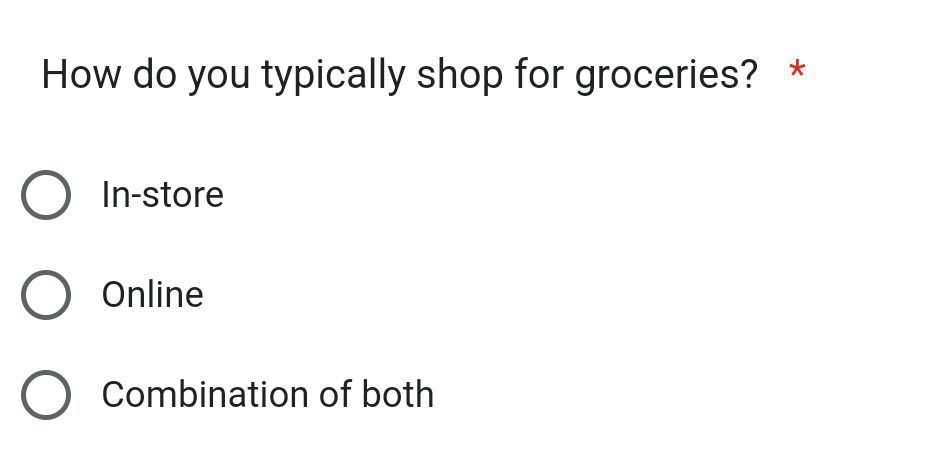 How do you typically shop for groceries? *
In-store
Online
Combination of both